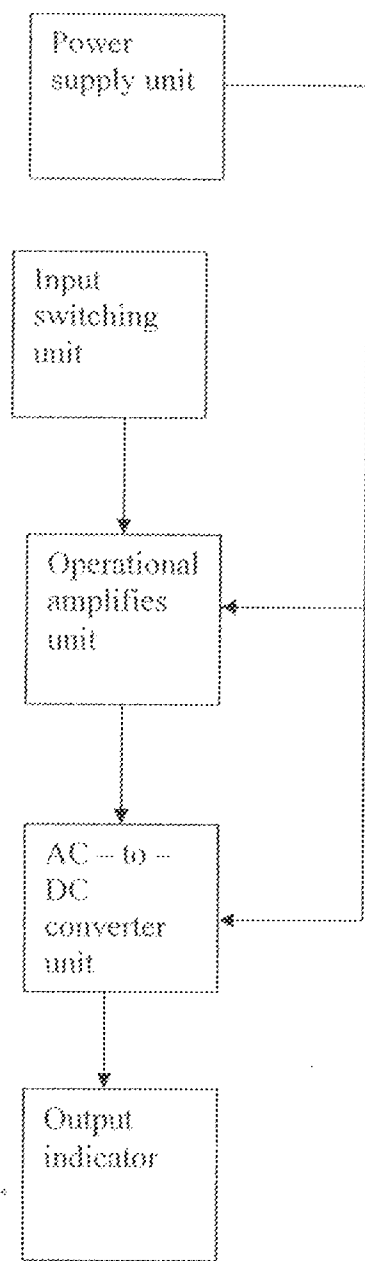 Power
supply unit
Input
switching
unit
Operational
amplifies
unit
AC – to –
DC
converter
unit
Output
indicator